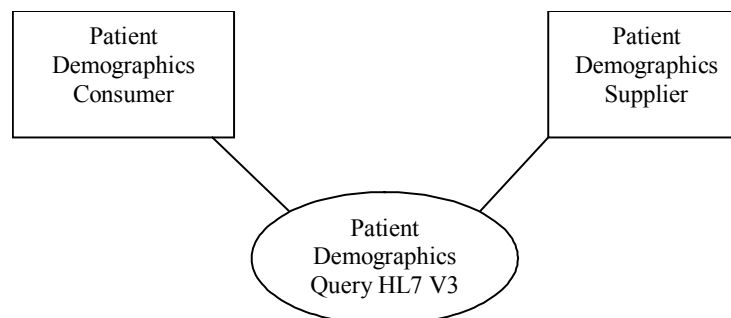 Patient
Demographics
Consumer
Patient
Demographics
Supplier
Patient
Demographics
Query HL7 V3